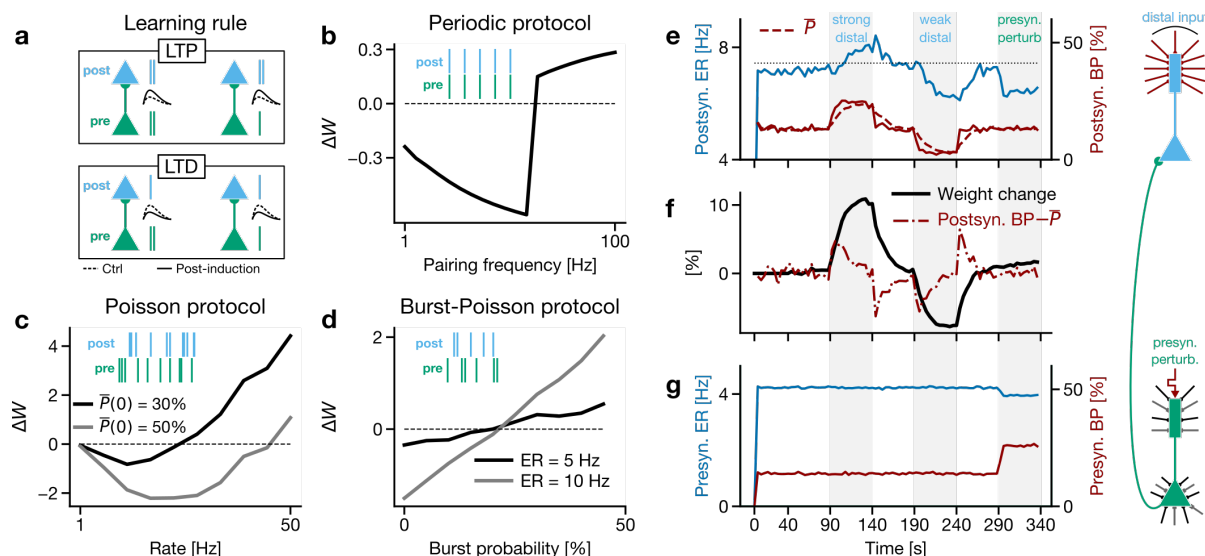 a
Learning rule
LTP
post
pre
LTD
post
pre
Ctrl
Post-induction
b
Periodic protocol
0.3
0.0
−0.3
ΔW
1
100
Pairing frequency [Hz]
post
pre
c
Poisson protocol
4
2
0
−2
ΔW
post
pre
P̅(0) = 30%
P̅(0) = 50%
1
50
Rate [Hz]
d
Burst-Poisson protocol
2
0
post
pre
ΔW
ER = 5 Hz
ER = 10 Hz
0
50
Burst probability [%]
e
P̅
strong
distal
weak
distal
presyn.
perturb
8
4
Postsyn. ER [Hz]
50
0
Postsyn. BP [%]
f
Weight change
Postsyn. BP−P̅
10
0
[%]
g
4
0
Presyn. ER [Hz]
50
0
Presyn. BP [%]
0 40 90 140 190 240 290 340
Time [s]
distal input
presyn.
perturb.